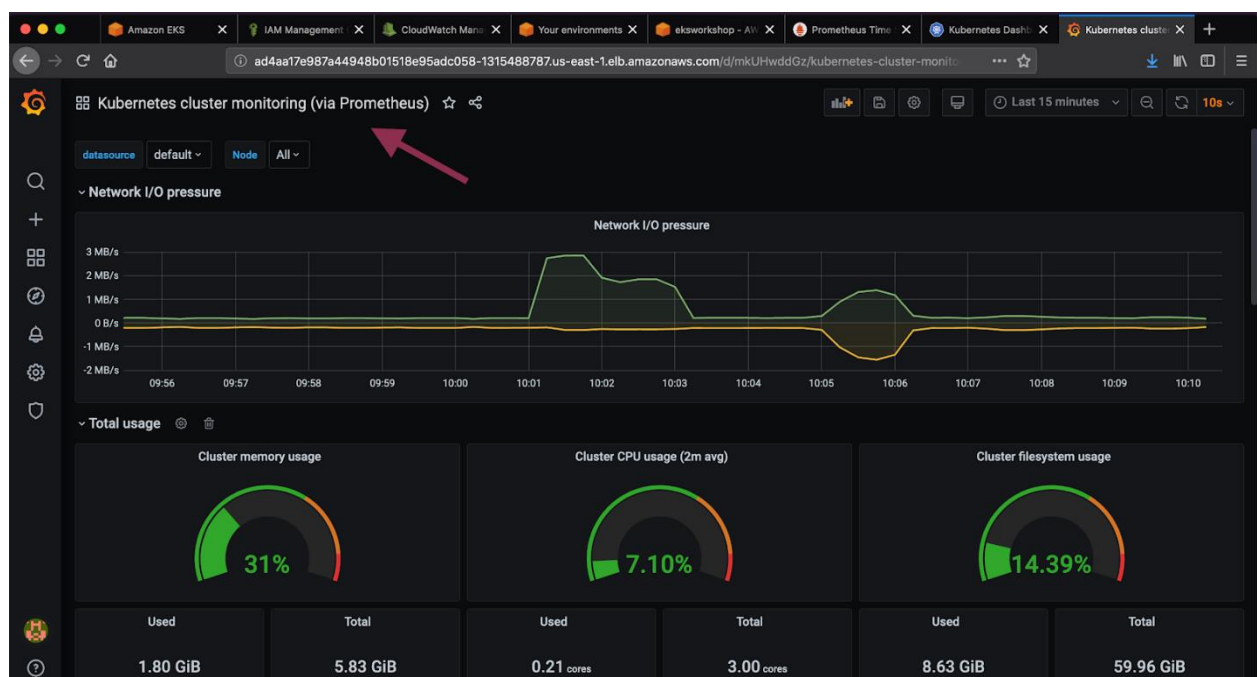 Amazon EKS
IAM Management
CloudWatch Mana
Your environments
eksworkshop - AW
Prometheus Time
Kubernetes Dashb
Kubernetes cluste
ad4aa17e987a44948b01518e95adc058-1315488787.us-east-1.elb.amazonaws.com/d/mkUHwddGz/kubernetes-cluster-monito
Kubernetes cluster monitoring (via Prometheus)
Last 15 minutes
10s
datasource default Node All
Network I/O pressure
Network I/O pressure
3 MB/s
2 MB/s
1 MB/s
0 B/s
-1 MB/s
-2 MB/s
09:56 09:57 09:58 09:59 10:00 10:01 10:02 10:03 10:04 10:05 10:06 10:07 10:08 10:09 10:10
Total usage
Cluster memory usage
31%
Cluster CPU usage (2m avg)
7.10%
Cluster filesystem usage
14.39%
Used
1.80 GiB
Total
5.83 GiB
Used
0.21 cores
Total
3.00 cores
Used
8.63 GiB
Total
59.96 GiB